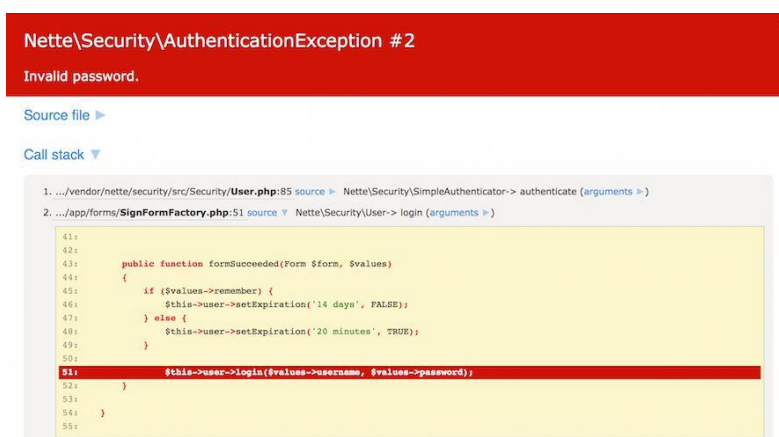 Nette\Security\AuthenticationException #2
Invalid password.
Source file ►
Call stack ▼
1. .../vendor/nette/security/src/Security/User.php:85 source ► Nette\Security\SimpleAuthenticator-> authenticate (arguments ►)
2. .../app/forms/SignFormFactory.php:51 source ▼ Nette\Security\User-> login (arguments ►)
41:
42:
43: public function formSucceeded(Form $form, $values)
44: {
45: if ($values->remember) {
46: $this->user->setExpiration('14 days', FALSE);
47: } else {
48: $this->user->setExpiration('20 minutes', TRUE);
49: }
50:
51: $this->user->login($values->username, $values->password);
52: }
53:
54: }
55: